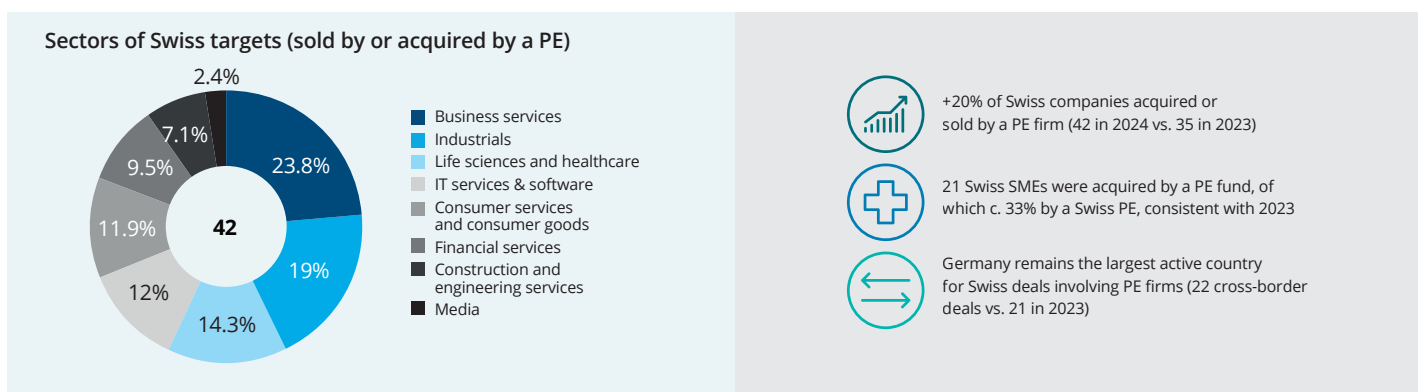 Sectors of Swiss targets (sold by or acquired by a PE)
2.4%
7.1%
23.8%
9.5%
11.9%
42
19%
12%
14.3%
Business services
Industrials
Life sciences and healthcare
IT services & software
Consumer services
and consumer goods
Financial services
Construction and
engineering services
Media
+20% of Swiss companies acquired or
sold by a PE firm (42 in 2024 vs. 35 in 2023)
21 Swiss SMEs were acquired by a PE fund, of
which c. 33% by a Swiss PE, consistent with 2023
Germany remains the largest active country
for Swiss deals involving PE firms (22 cross-border
deals vs. 21 in 2023)